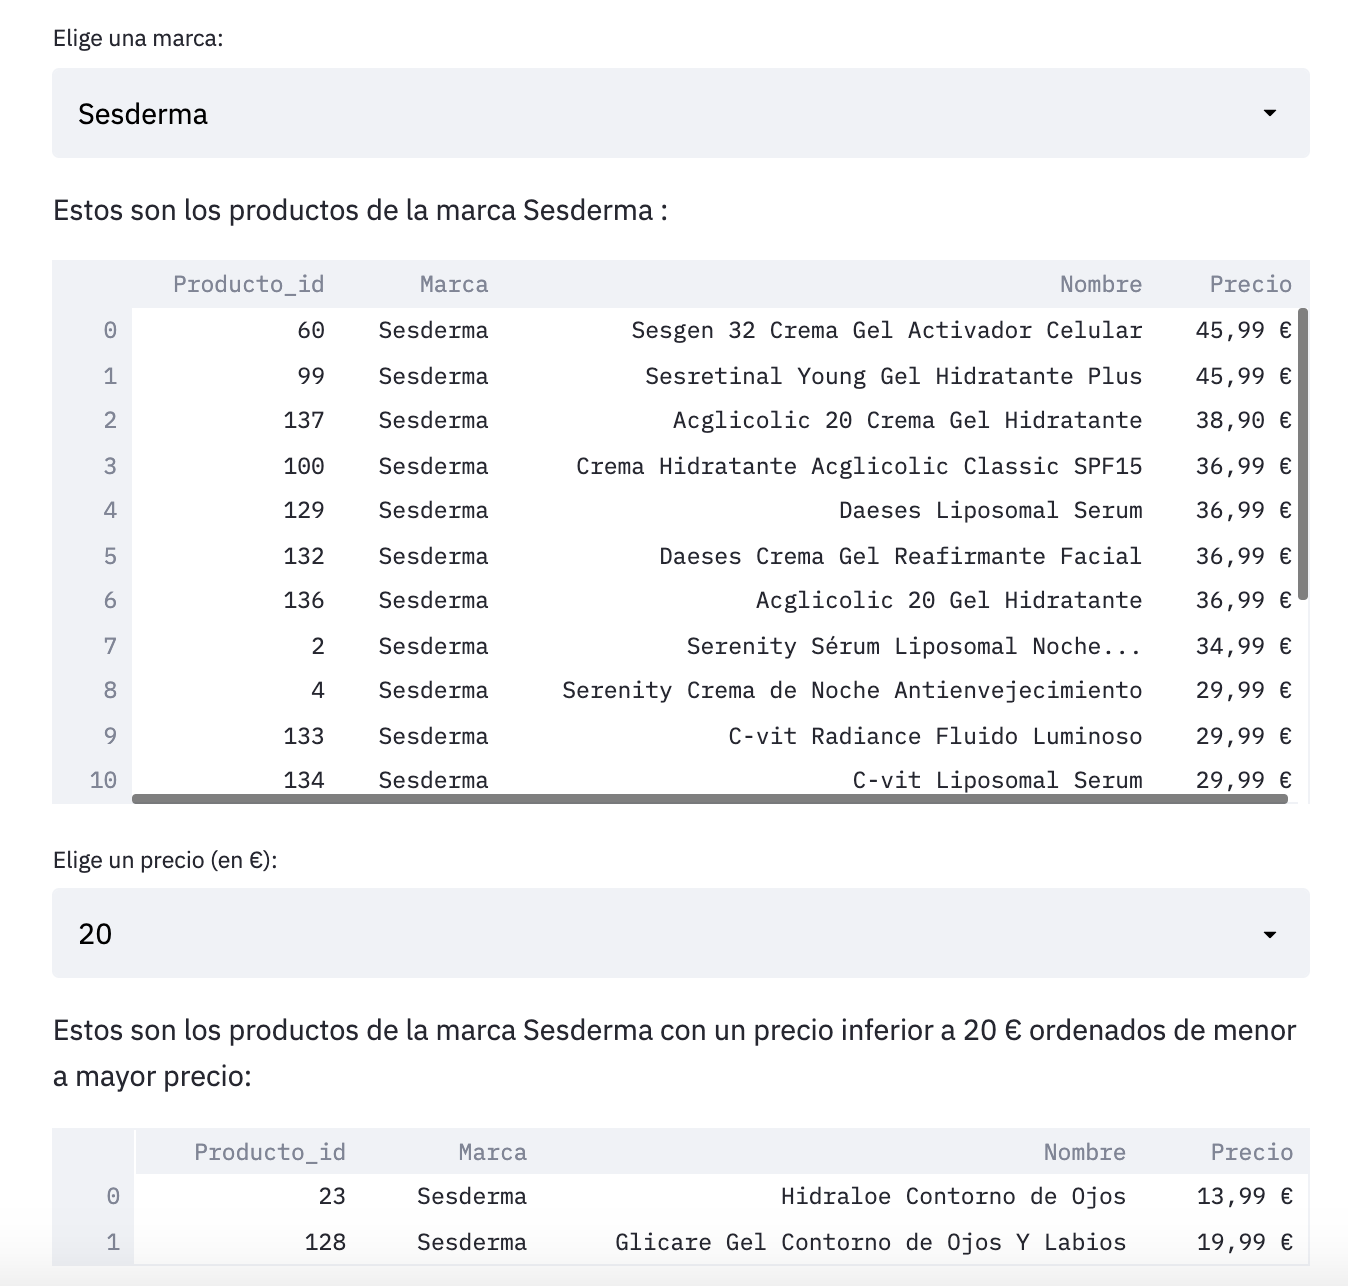 Elige una marca:
Sesderma
Estos son los productos de la marca Sesderma :
Producto_id Marca Nombre Precio
0 60 Sesderma Sesgen 32 Crema Gel Activador Celular 45,99 €
1 99 Sesderma Sesretinal Young Gel Hidratante Plus 45,99 €
2 137 Sesderma Acglicolic 20 Crema Gel Hidratante 38,90 €
3 100 Sesderma Crema Hidratante Acglicolic Classic SPF15 36,99 €
4 129 Sesderma Daeses Liposomal Serum 36,99 €
5 132 Sesderma Daeses Crema Gel Reafirmante Facial 36,99 €
6 136 Sesderma Acglicolic 20 Gel Hidratante 36,99 €
7 2 Sesderma Serenity Sérum Liposomal Noche... 34,99 €
8 4 Sesderma Serenity Crema de Noche Antienvejecimiento 29,99 €
9 133 Sesderma C-vit Radiance Fluido Luminoso 29,99 €
10 134 Sesderma C-vit Liposomal Serum 29,99 €
Elige un precio (en €):
20
Estos son los productos de la marca Sesderma con un precio inferior a 20 € ordenados de menor
a mayor precio:
Producto_id Marca Nombre Precio
0 23 Sesderma Hidraloe Contorno de Ojos 13,99 €
1 128 Sesderma Glicare Gel Contorno de Ojos Y Labios 19,99 €